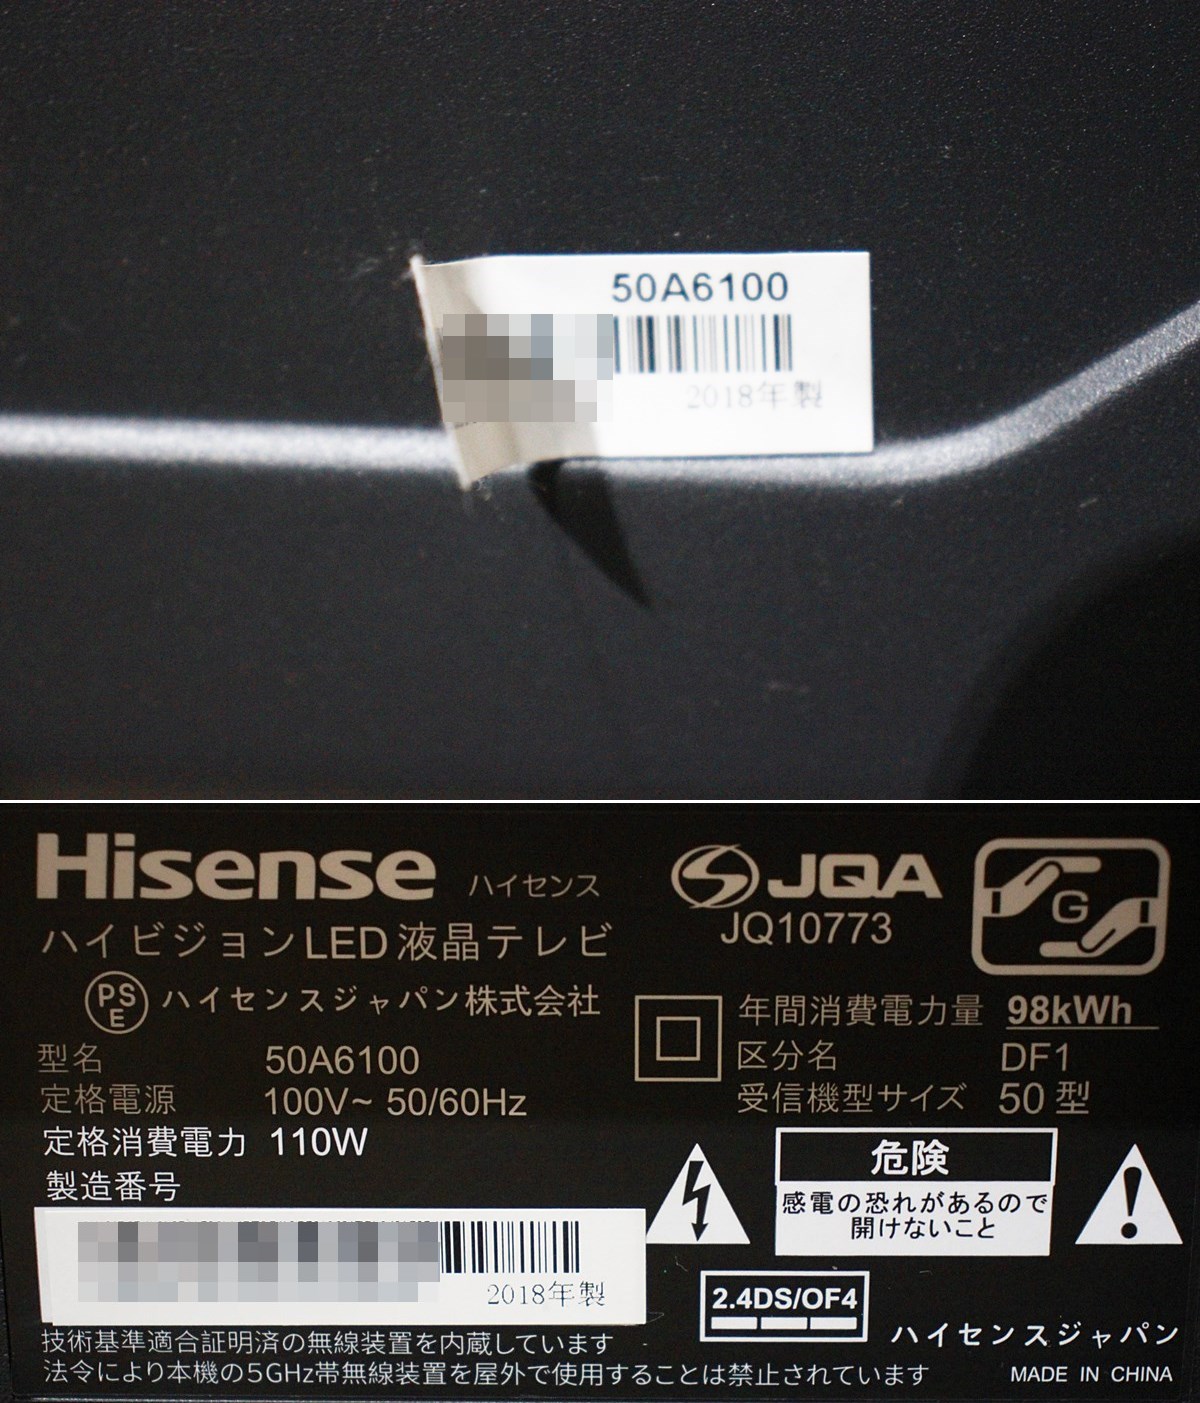 50A6100
2018年製
Hisense ハイセンス
ハイビジョンLED液晶テレビ
PSE ハイセンスジャパン株式会社
型名 50A6100
定格電源 100V~ 50/60Hz
定格消費電力 110W
製造番号
2018年製
JQA
JQ10773
G
年間消費電力量 98kWh
区分名 DF1
受信機型サイズ 50型
危険
感電の恐れがあるので
開けないこと
2.4DS/OF4
技術基準適合証明済の無線装置を内蔵しています
法令により本機の5GHz帯無線装置を屋外で使用することは禁止されています
ハイセンスジャパン
MADE IN CHINA